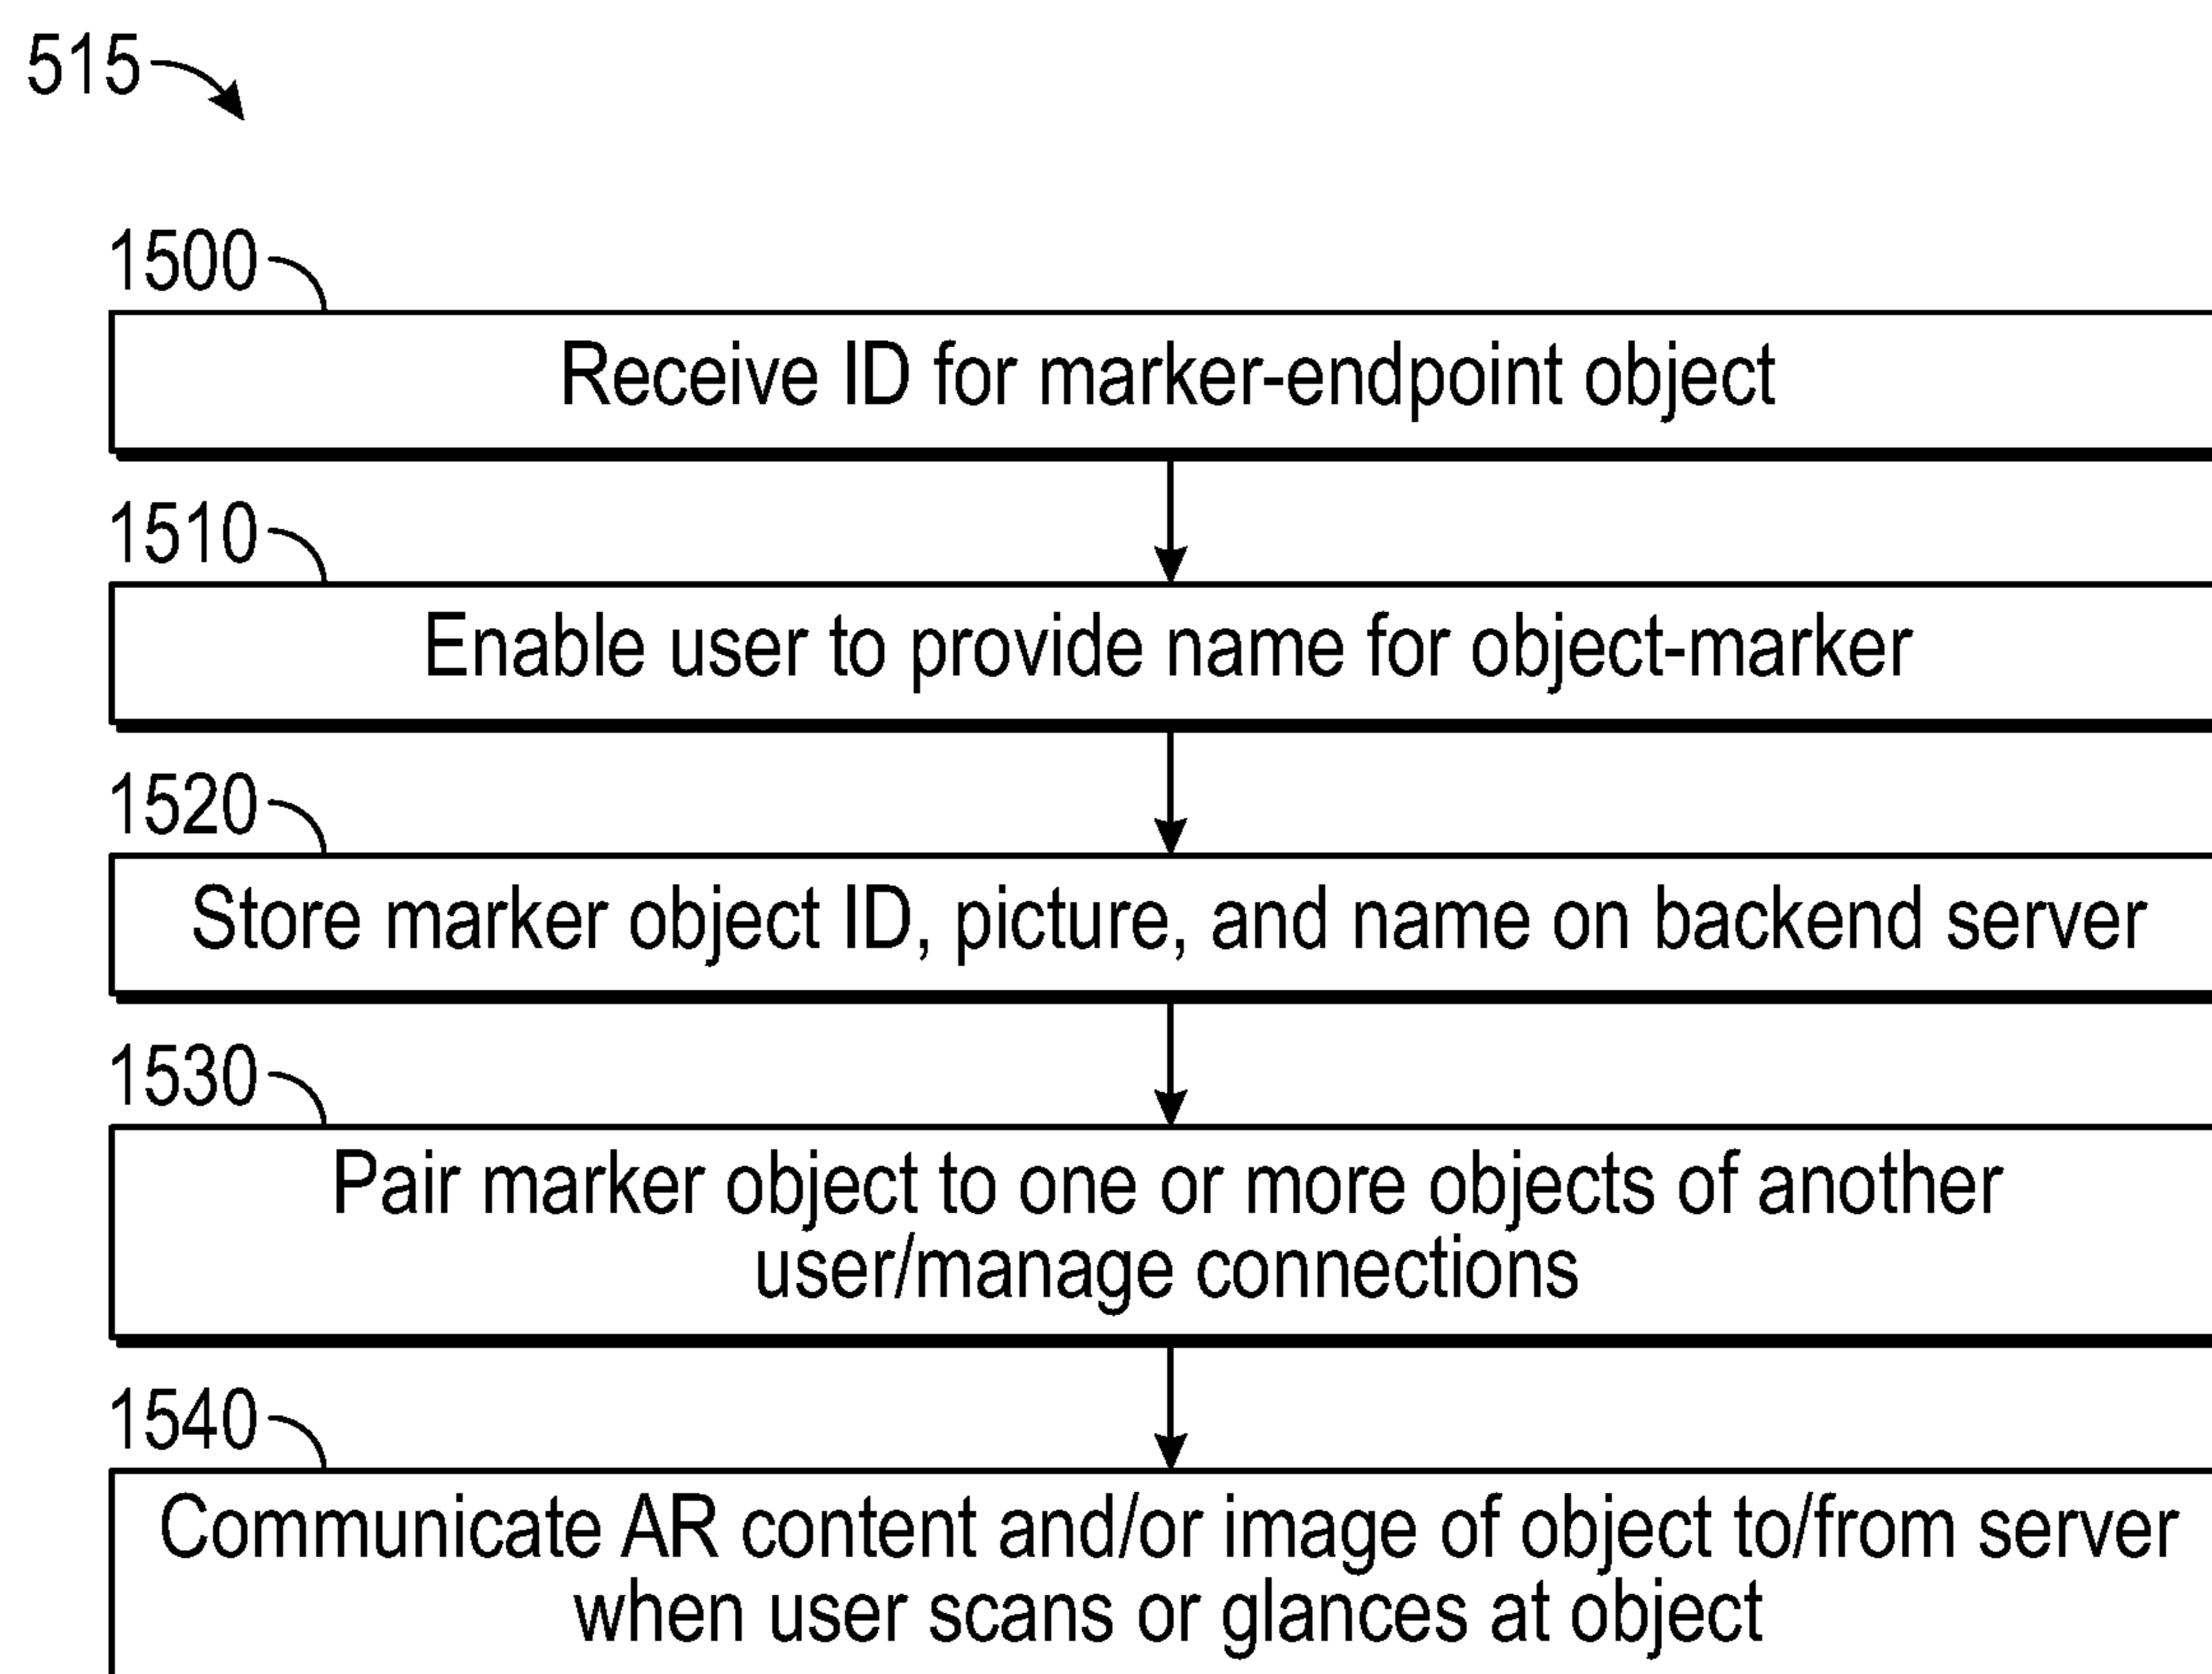 515
1500
Receive ID for marker-endpoint object
1510
Enable user to provide name for object-marker
1520
Store marker object ID, picture, and name on backend server
1530
Pair marker object to one or more objects of another
user/manage connections
1540
Communicate AR content and/or image of object to/from server
when user scans or glances at object